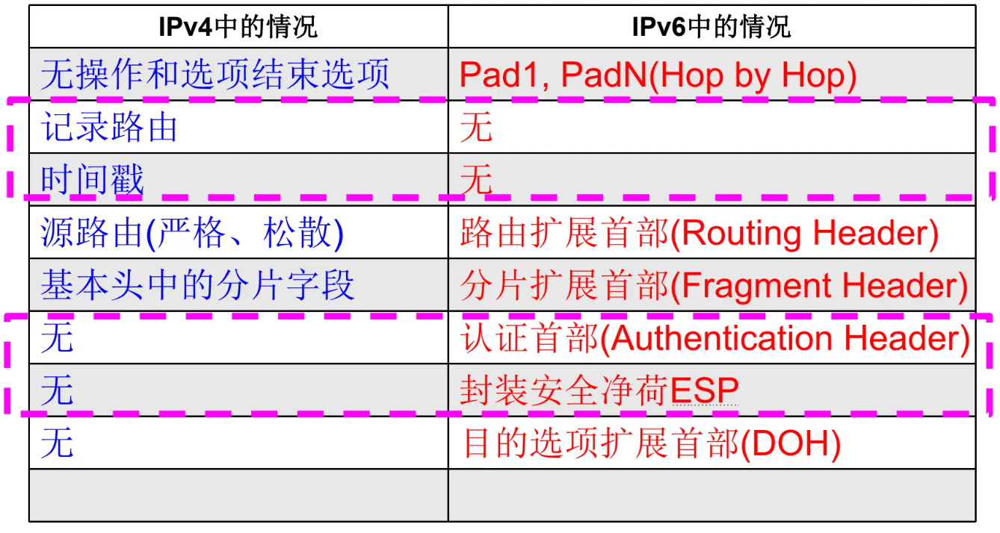 IPv4中的情况 IPv6中的情况
无操作和选项结束选项 Pad1, PadN(Hop by Hop)
记录路由 无
时间戳 无
源路由(严格、松散) 路由扩展首部(Routing Header)
基本头中的分片字段 分片扩展首部(Fragment Header)
无 认证首部(Authentication Header)
无 封装安全净荷ESP
无 目的选项扩展首部(DOH)